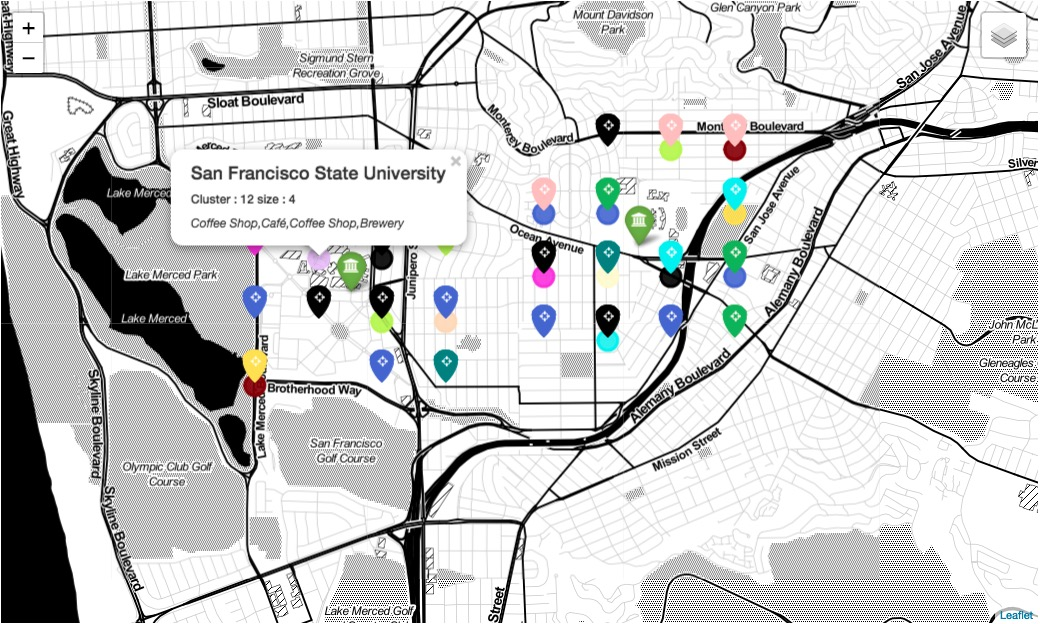 Mount Davidson
Park
Glen Canyon Park
+
−
Great-Highway
Sigmund Stern
Recreation Grove
San Jose Avenue
Sloat Boulevard
Great Highway
Monterey Boulevard
Boulevard
Silver
San Francisco State University
×
Cluster : 12 size : 4
Coffee Shop,Café,Coffee Shop,Brewery
Lake Merced
San Jose Avenue
Ocean Avenue
Alemany Boulevard
Lake Merced Park
Junipero S
Lake Merced
John McL
Park
Gleneagles
Course
Skyline Boulevard
Lake Merced
Brotherhood Way
Alemany Boulevard
San Francisco
Golf Course
Mission Street
Olympic Club Golf
Course
Skyline Boulevard
Lake Merced Golf
Street
Leaflet